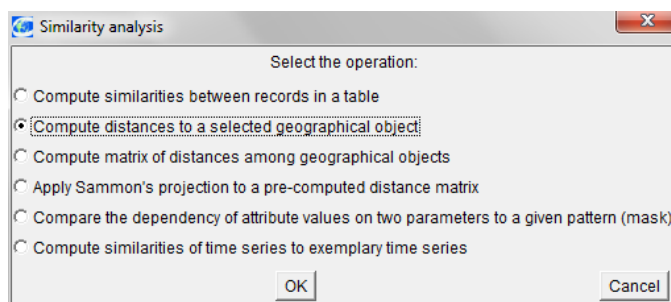 Similarity analysis
Select the operation:
Compute similarities between records in a table
Compute distances to a selected geographical object
Compute matrix of distances among geographical objects
Apply Sammon's projection to a pre-computed distance matrix
Compare the dependency of attribute values on two parameters to a given pattern (mask)
Compute similarities of time series to exemplary time series
OK Cancel